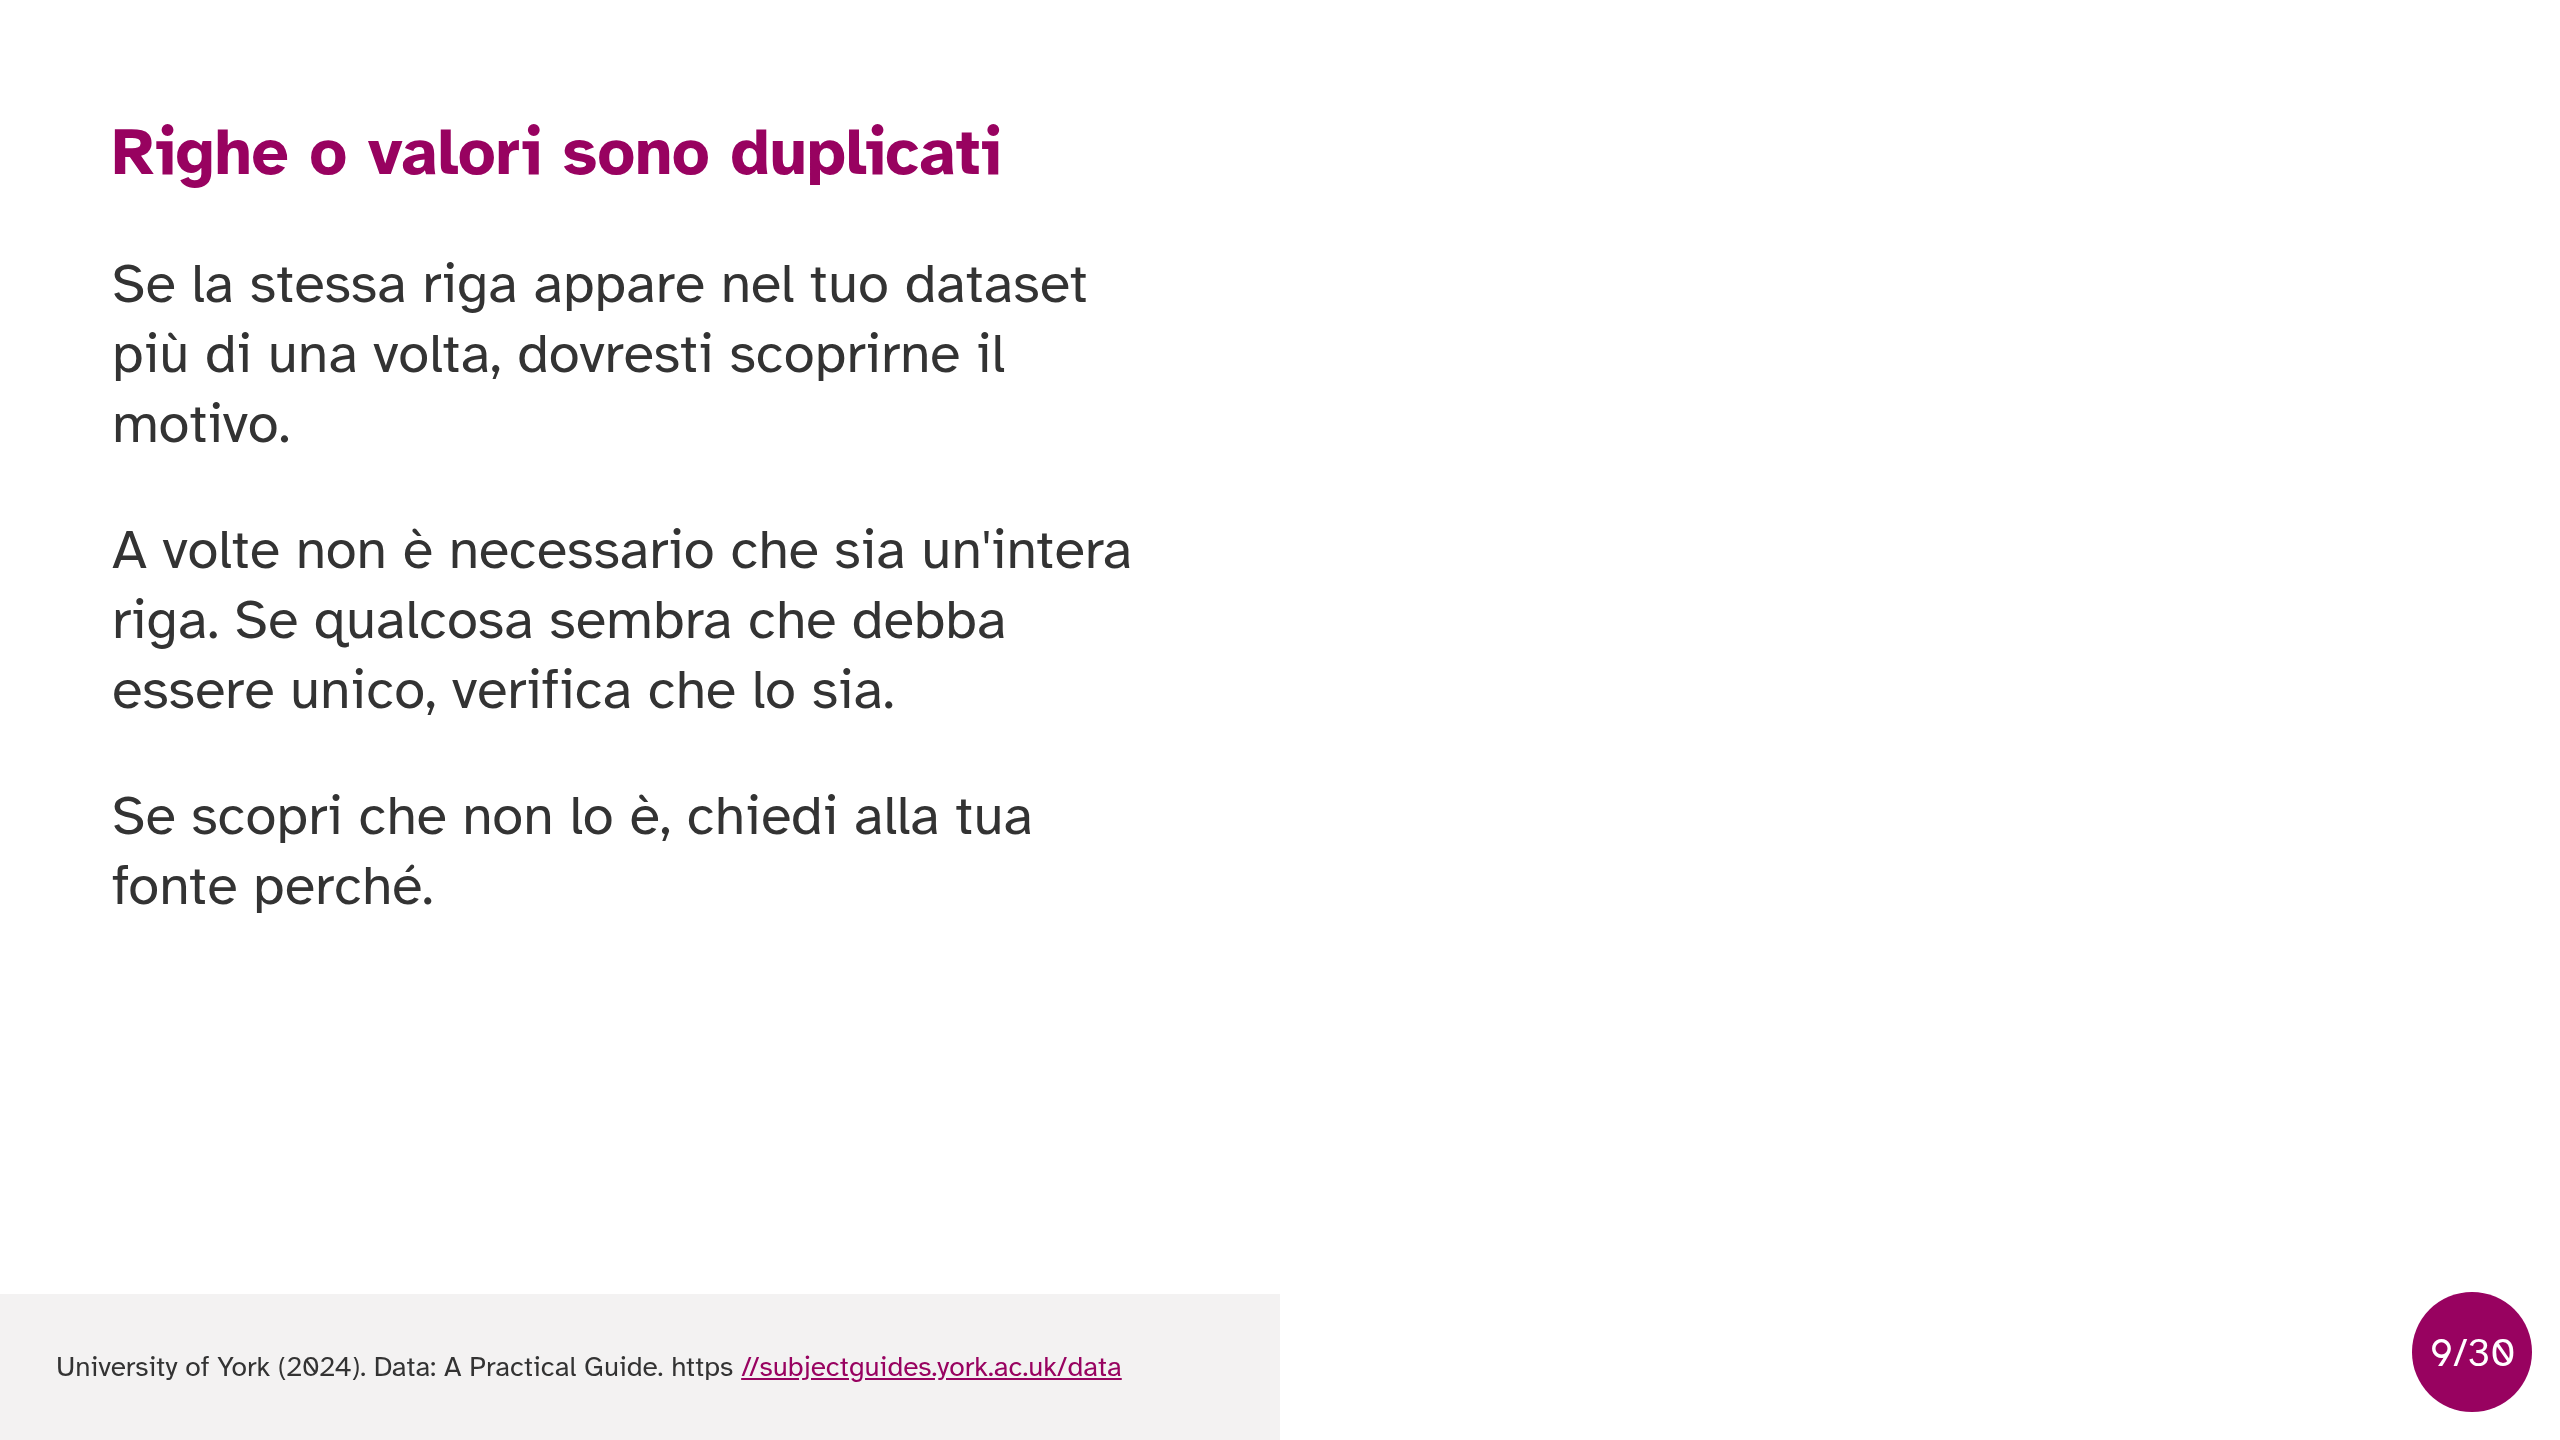 Righe o valori sono duplicati
Se la stessa riga appare nel tuo dataset
più di una volta, dovresti scoprirne il
motivo.
A volte non è necessario che sia un'intera
riga. Se qualcosa sembra che debba
essere unico, verifica che lo sia.
Se scopri che non lo è, chiedi alla tua
fonte perché.
University of York (2024). Data: A Practical Guide. https //subjectguides.york.ac.uk/data
9/30